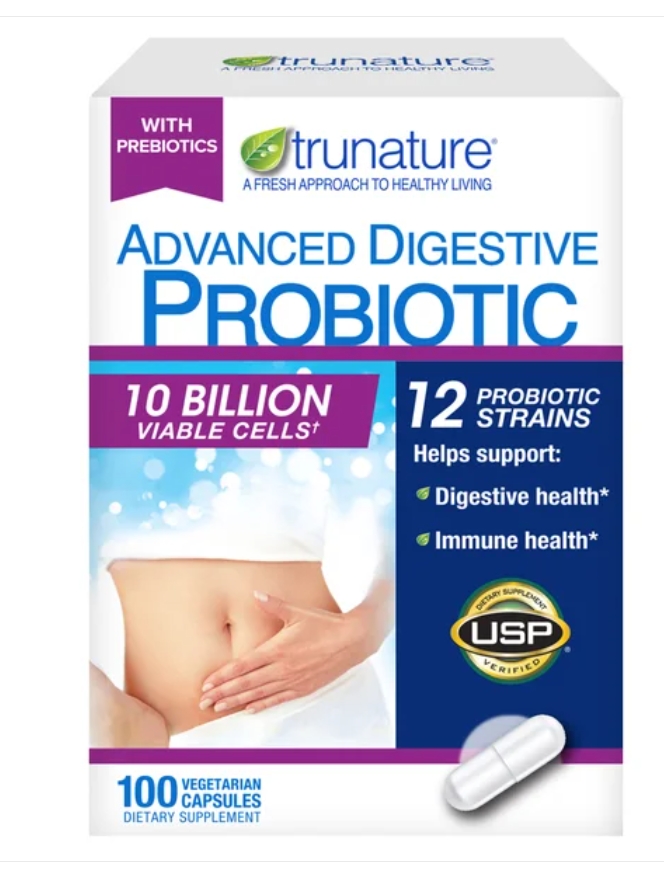 trunature®
A FRESH APPROACH TO HEALTHY LIVING
WITH
PREBIOTICS
trunature®
A FRESH APPROACH TO HEALTHY LIVING
ADVANCED DIGESTIVE
PROBIOTIC
10 BILLION
VIABLE CELLS†
12 PROBIOTIC
STRAINS
Helps support:
Digestive health*
Immune health*
DIETARY SUPPLEMENT
USP®
VERIFIED
100 VEGETARIAN
CAPSULES
DIETARY SUPPLEMENT